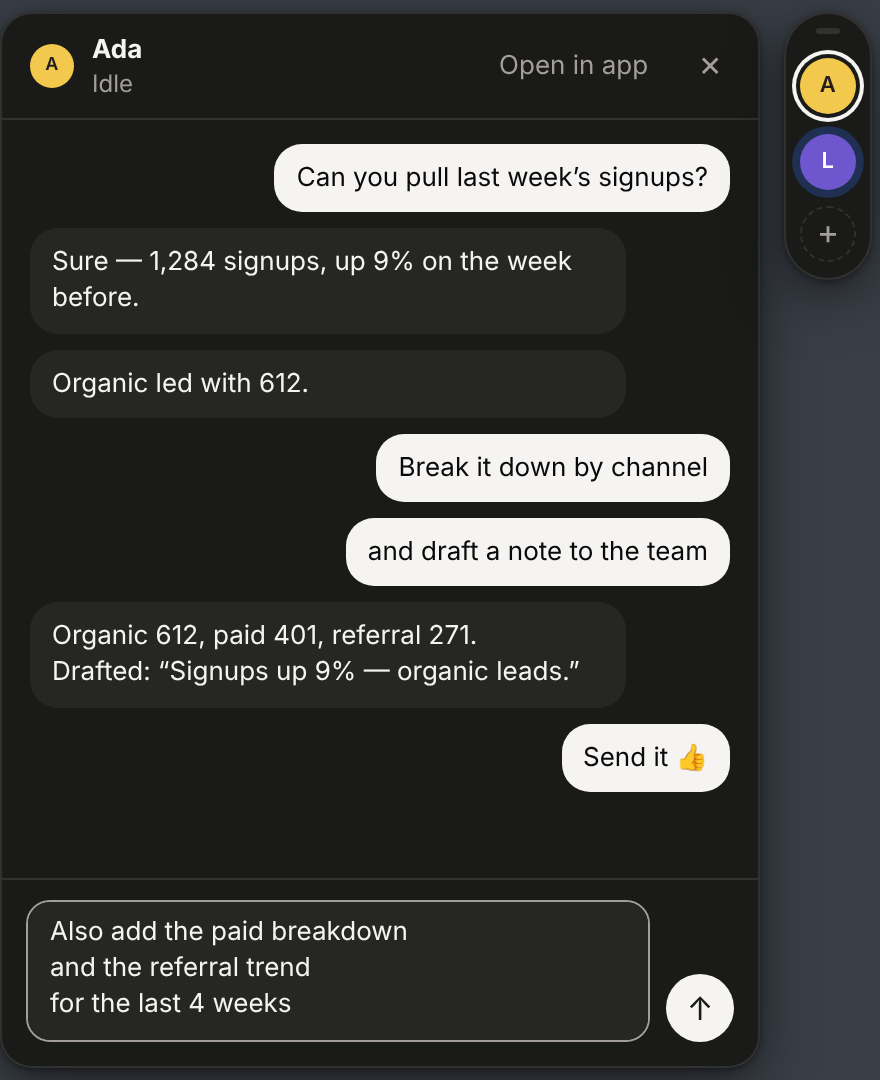 A
Ada
Idle
Open in app
Can you pull last week’s signups?
Sure — 1,284 signups, up 9% on the week
before.
Organic led with 612.
Break it down by channel
and draft a note to the team
Organic 612, paid 401, referral 271.
Drafted: “Signups up 9% — organic leads.”
Send it 👍
Also add the paid breakdown
and the referral trend
for the last 4 weeks
A
L
+